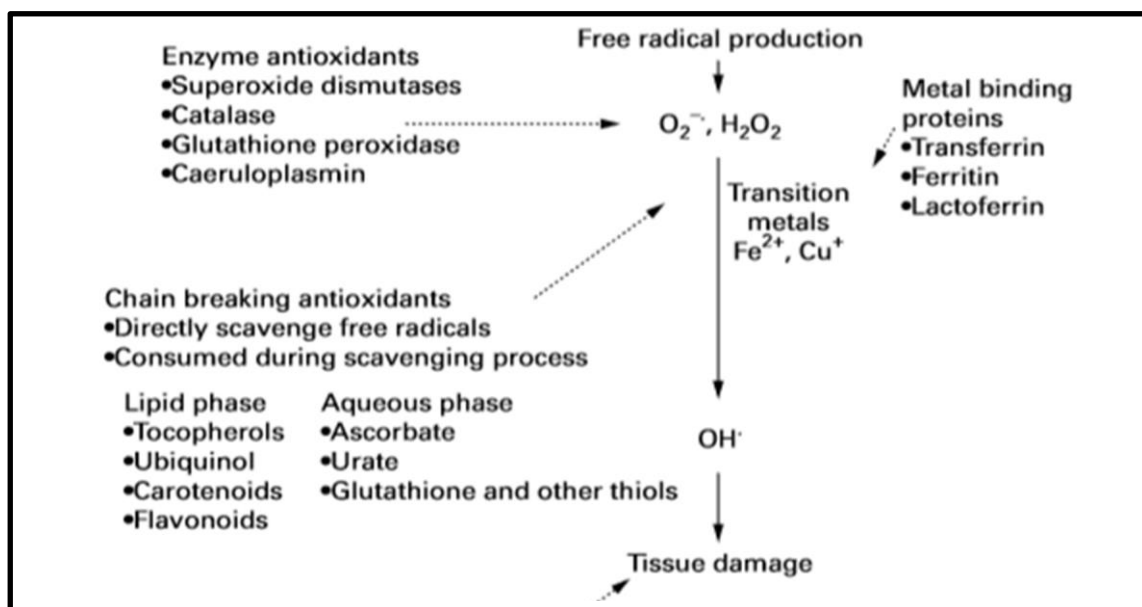 Free radical production
Enzyme antioxidants
•Superoxide dismutases
•Catalase
•Glutathione peroxidase
•Caeruloplasmin
O₂⁻·, H₂O₂
Metal binding
proteins
•Transferrin
•Ferritin
•Lactoferrin
Transition
metals
Fe²⁺, Cu⁺
Chain breaking antioxidants
•Directly scavenge free radicals
•Consumed during scavenging process
Lipid phase
•Tocopherols
•Ubiquinol
•Carotenoids
•Flavonoids
Aqueous phase
•Ascorbate
•Urate
•Glutathione and other thiols
OH·
Tissue damage